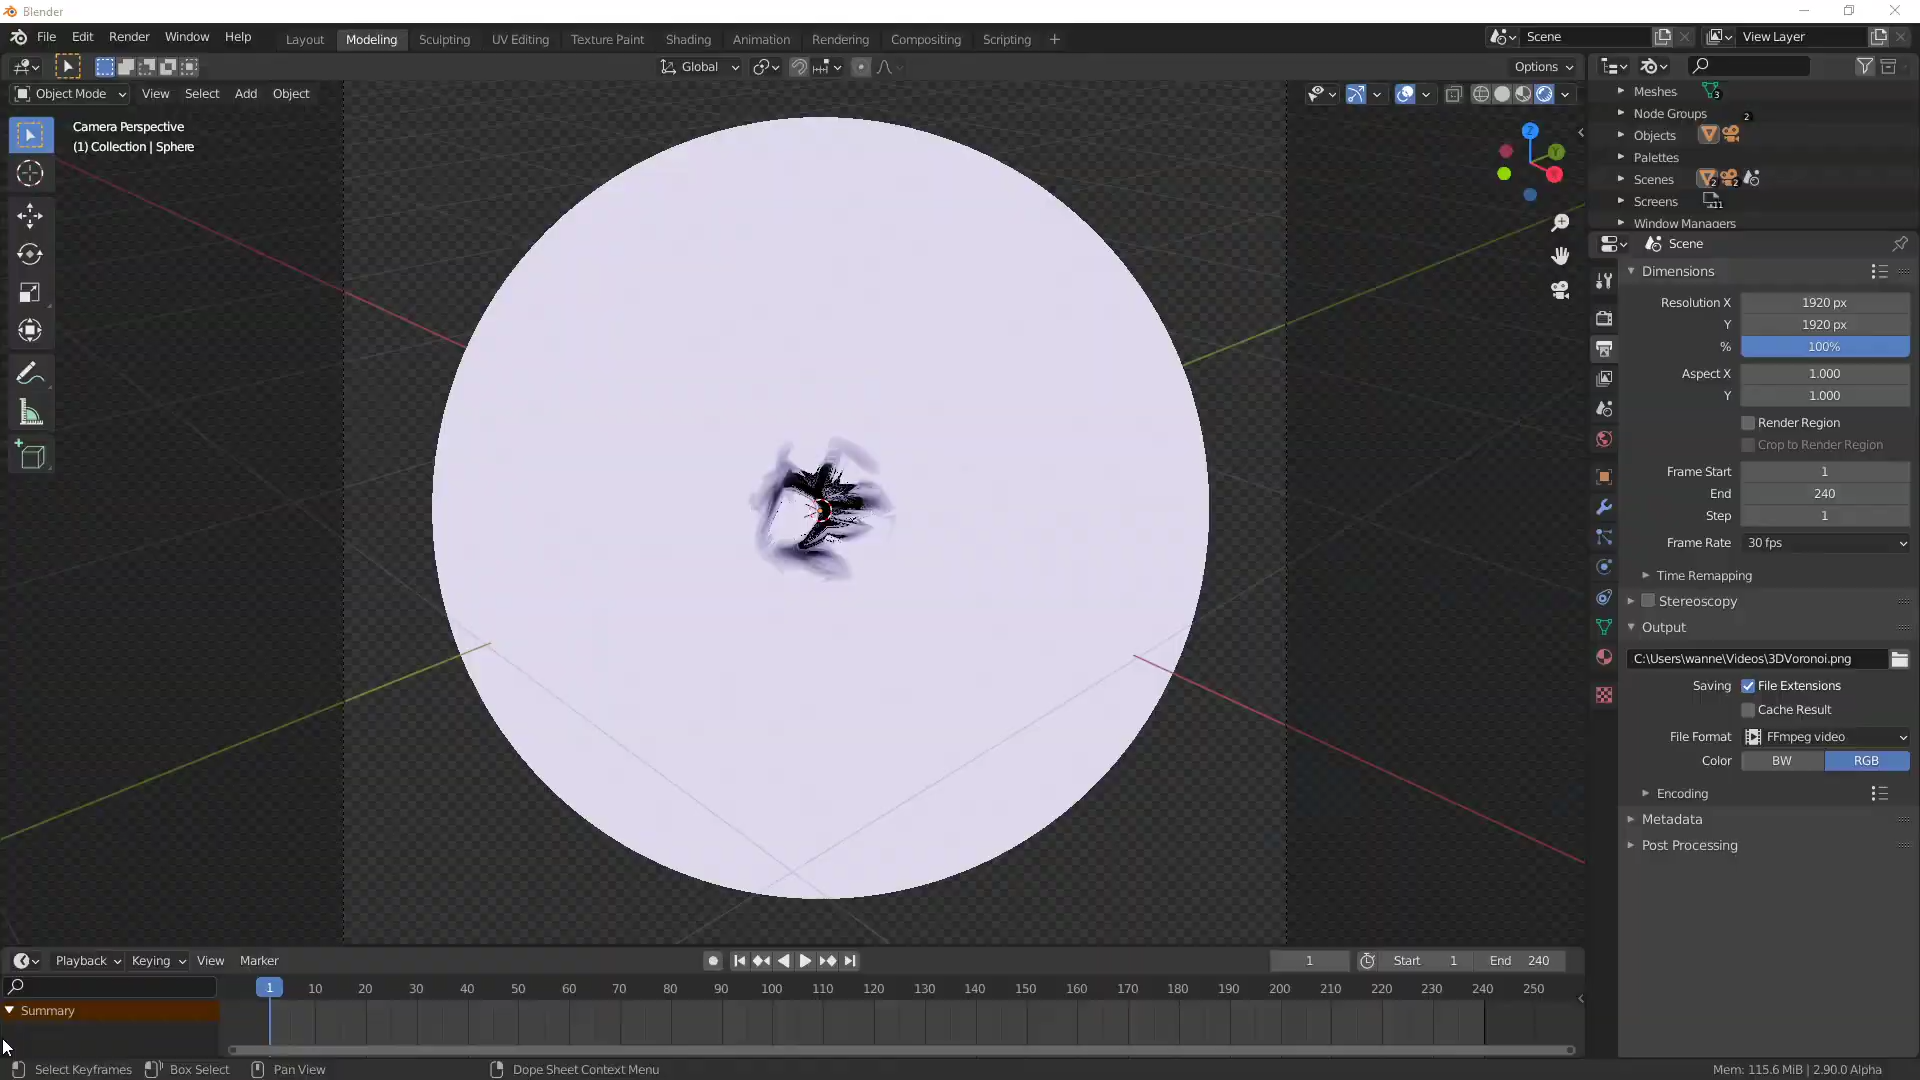 Blender
File Edit Render Window Help Layout Modeling Sculpting UV Editing Texture Paint Shading Animation Rendering Compositing Scripting + Scene View Layer
Global Options
Object Mode View Select Add Object
Camera Perspective
(1) Collection | Sphere
Z
Y
X
Meshes 3
Node Groups 2
Objects
Palettes
Scenes 2 2
Screens 11
Window Managers
Scene
Dimensions
Resolution X 1920 px
Y 1920 px
% 100%
Aspect X 1.000
Y 1.000
Render Region
Crop to Render Region
Frame Start 1
End 240
Step 1
Frame Rate 30 fps
Time Remapping
Stereoscopy
Output
C:\Users\wanne\Videos\3DVoronoi.png
Saving File Extensions
Cache Result
File Format FFmpeg video
Color BW RGB
Encoding
Metadata
Post Processing
Playback Keying View Marker 1 Start 1 End 240
1 10 20 30 40 50 60 70 80 90 100 110 120 130 140 150 160 170 180 190 200 210 220 230 240 250
Summary
Select Keyframes Box Select Pan View Dope Sheet Context Menu Mem: 115.6 MiB | 2.90.0 Alpha